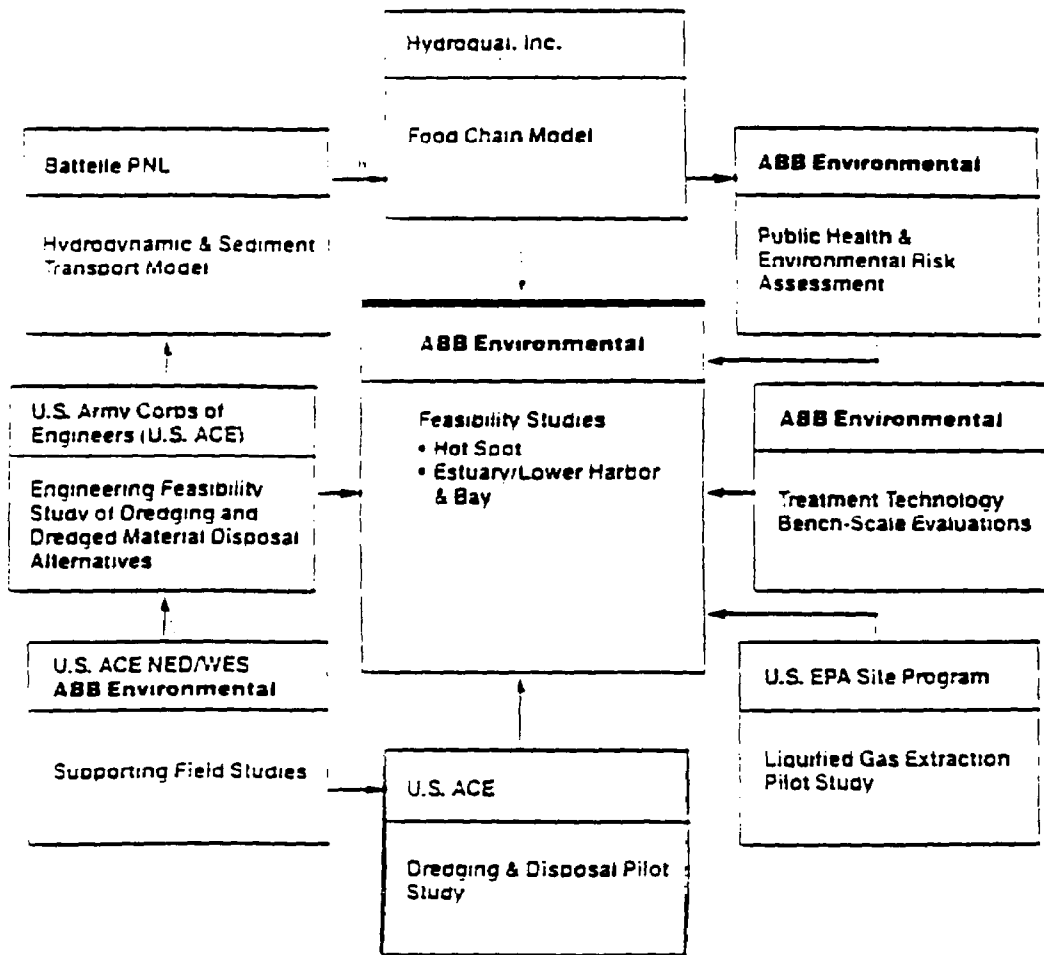 Hydroqual, Inc.
Food Chain Model
Battelle PNL
Hydrodynamic & Sediment
Transport Model
ABB Environmental
Public Health &
Environmental Risk
Assessment
ABB Environmental
Feasibility Studies
• Hot Spot
• Estuary/Lower Harbor
& Bay
U.S. Army Corps of
Engineers (U.S. ACE)
Engineering Feasibility
Study of Dredging and
Dredged Material Disposal
Alternatives
ABB Environmental
Treatment Technology
Bench-Scale Evaluations
U.S. ACE NED/WES
ABB Environmental
Supporting Field Studies
U.S. ACE
Dredging & Disposal Pilot
Study
U.S. EPA Site Program
Liquified Gas Extraction
Pilot Study